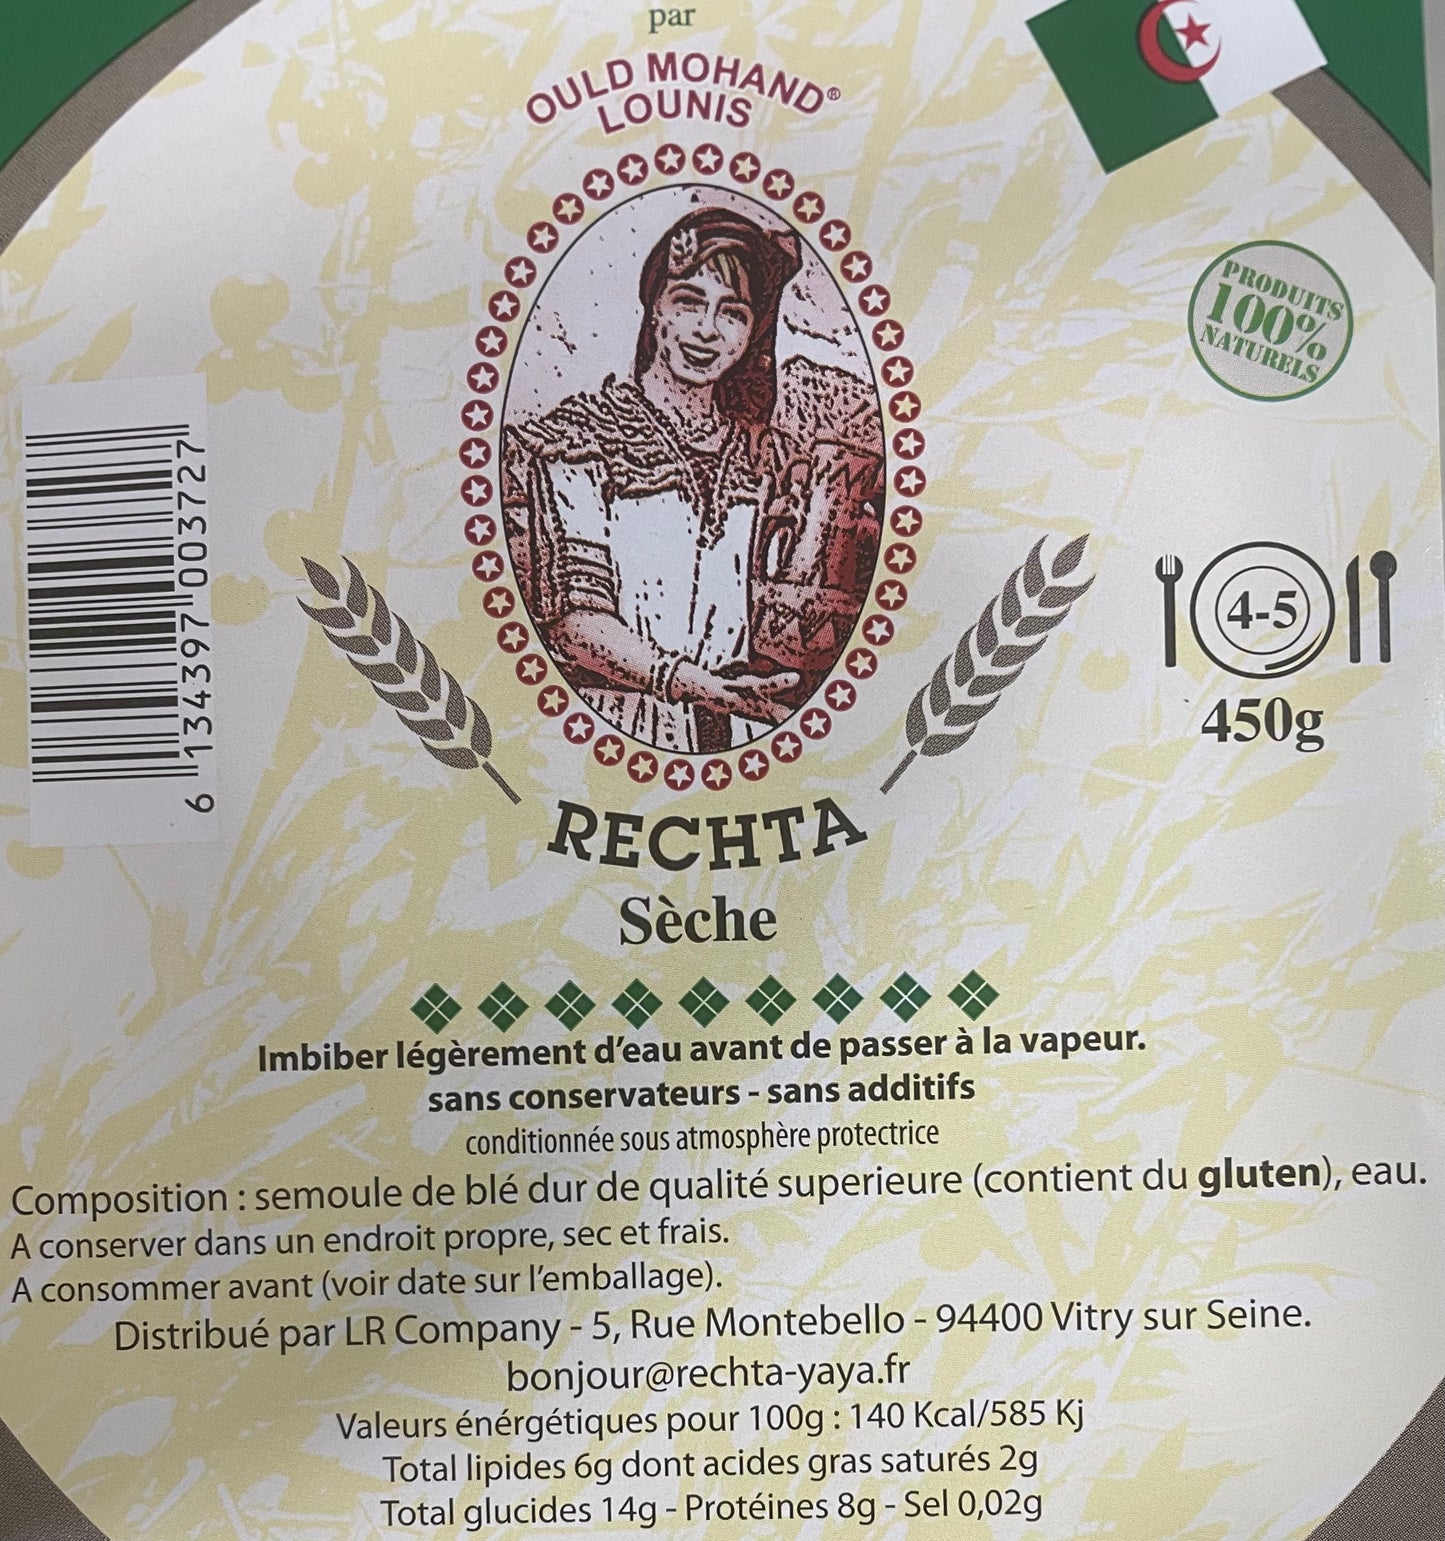 par
OULD MOHAND®
LOUNIS
PRODUITS
100%
NATURELS
6 134397 003727
4-5
450g
RECHTA
Sèche
Imbiber légèrement d'eau avant de passer à la vapeur.
sans conservateurs - sans additifs
conditionnée sous atmosphère protectrice
Composition : semoule de blé dur de qualité superieure (contient du gluten), eau.
A conserver dans un endroit propre, sec et frais.
A consommer avant (voir date sur l'emballage).
Distribué par LR Company - 5, Rue Montebello - 94400 Vitry sur Seine.
bonjour@rechta-yaya.fr
Valeurs énérgétiques pour 100g : 140 Kcal/585 Kj
Total lipides 6g dont acides gras saturés 2g
Total glucides 14g - Protéines 8g - Sel 0,02g